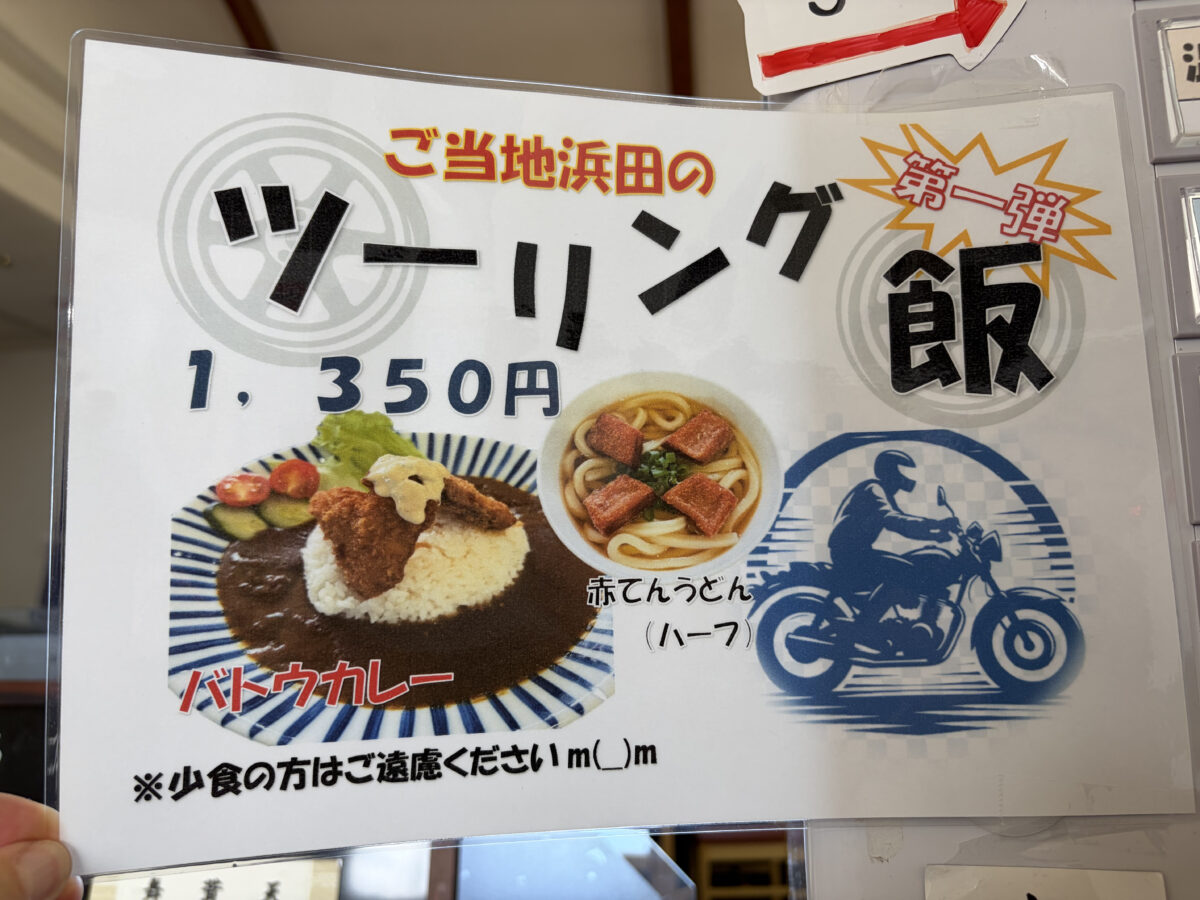 ご当地浜田の
第一弾
ツーリング飯
1，350円
赤てんうどん
（ハーフ）
バトウカレー
※少食の方はご遠慮くださいm(_)m